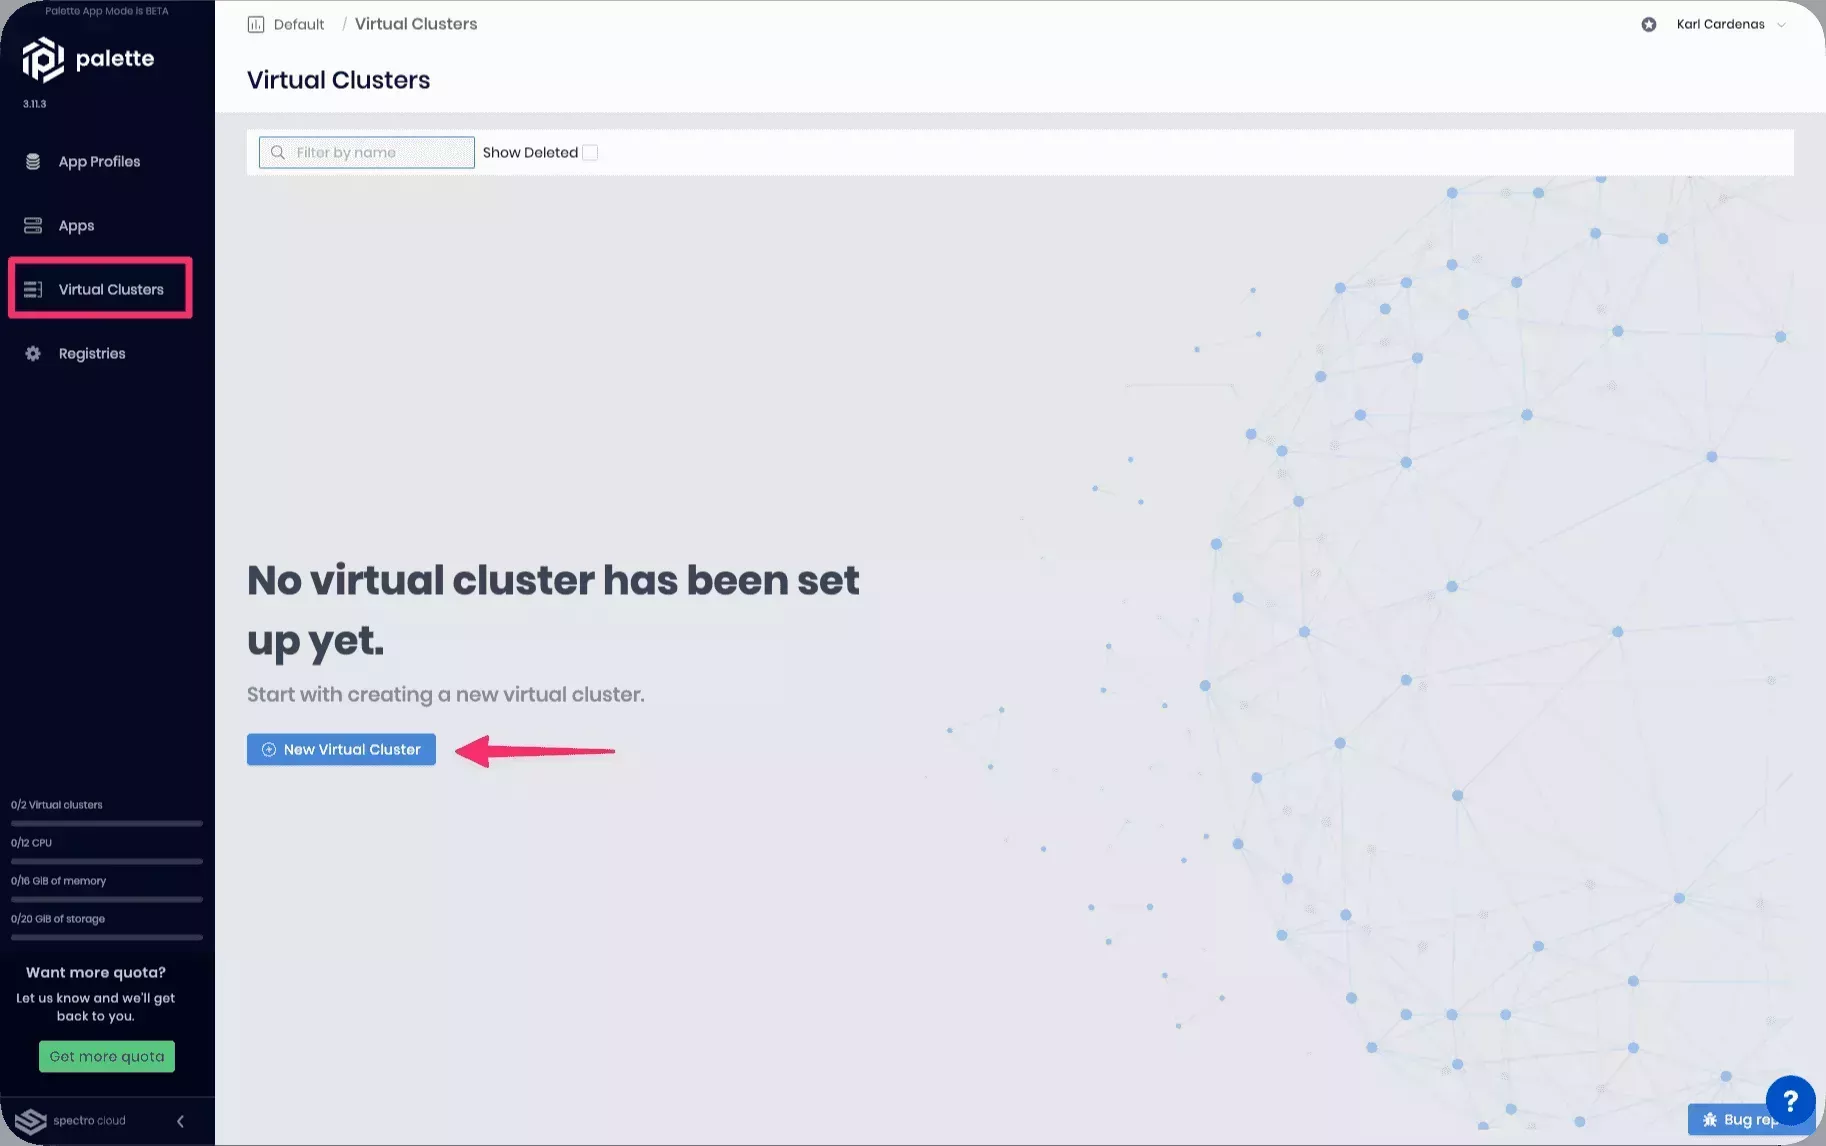 Palette App Mode is BETA
palette
3.11.3
App Profiles
Apps
Virtual Clusters
Registries
0/2 Virtual clusters
0/12 CPU
0/16 GiB of memory
0/20 GiB of storage
Want more quota?
Let us know and we'll get
back to you.
Get more quota
spectro cloud
Default / Virtual Clusters
Karl Cardenas
Virtual Clusters
Filter by name
Show Deleted
No virtual cluster has been set
up yet.
Start with creating a new virtual cluster.
New Virtual Cluster
?
Bug